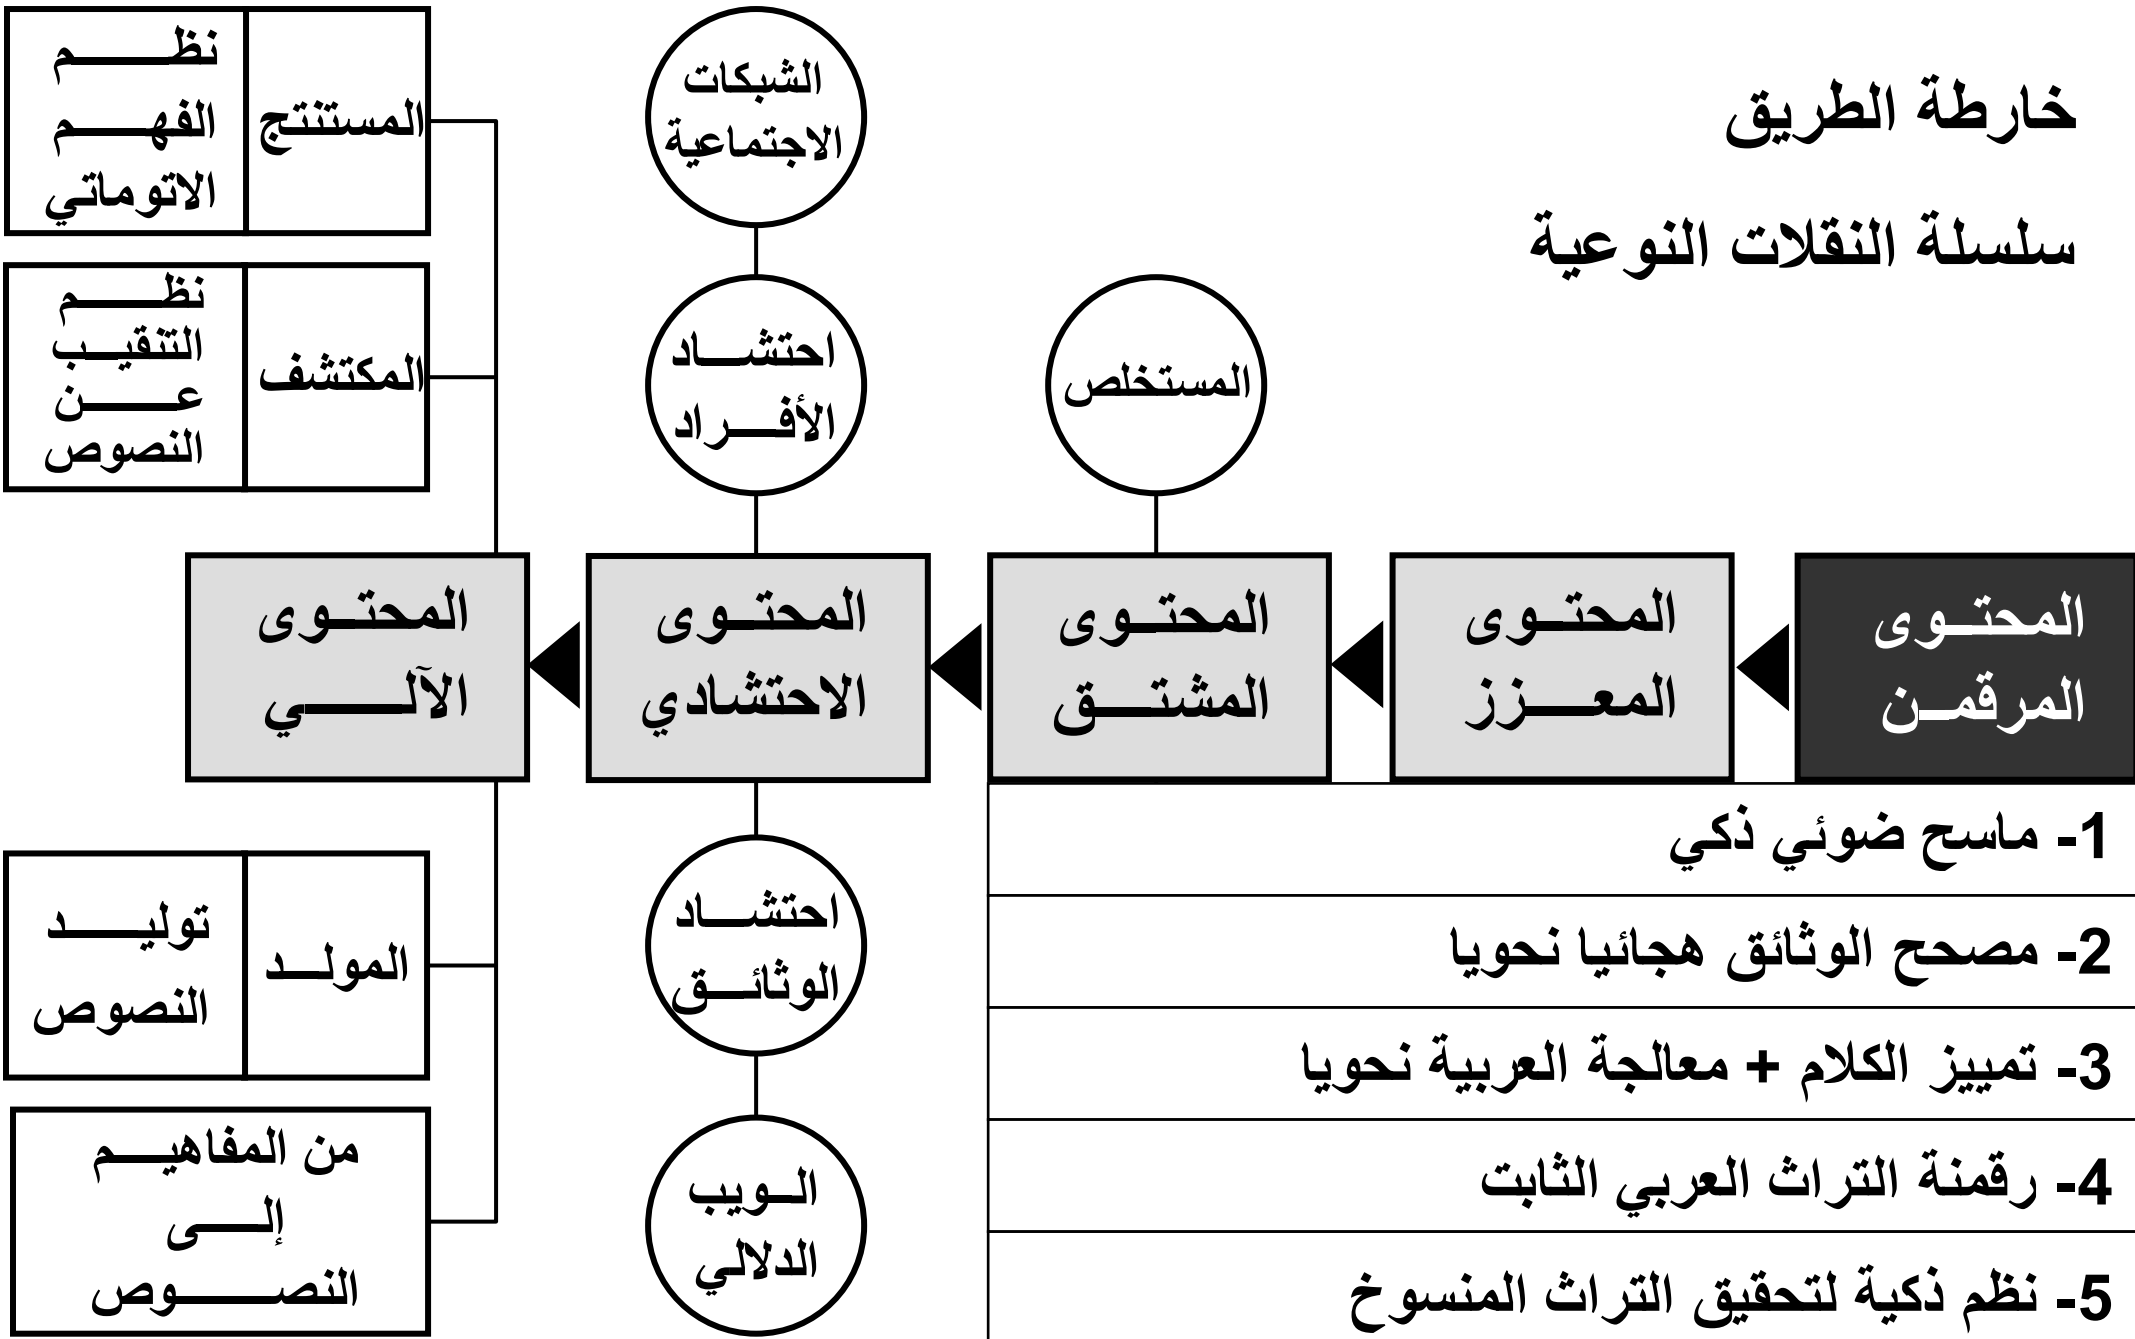 خارطة الطريق
سلسلة النقلات النوعية
المحتوى
المرقمن
المحتوى
المعزز
المحتوى
المشتق
المحتوى
الاحتشادي
المحتوى
الآلي
المستخلص
الشبكات
الاجتماعية
احتشاد
الأفراد
احتشاد
الوثائق
الويب
الدلالي
المستنتج
نظم
الفهم
الاتوماتي
المكتشف
نظم
التنقيب
عن
النصوص
المولد
توليد
النصوص
من المفاهيم
إلى
النصوص
1- ماسح ضوئي ذكي
2- مصحح الوثائق هجائيا نحويا
3- تمييز الكلام + معالجة العربية نحويا
4- رقمنة التراث العربي الثابت
5- نظم ذكية لتحقيق التراث المنسوخ